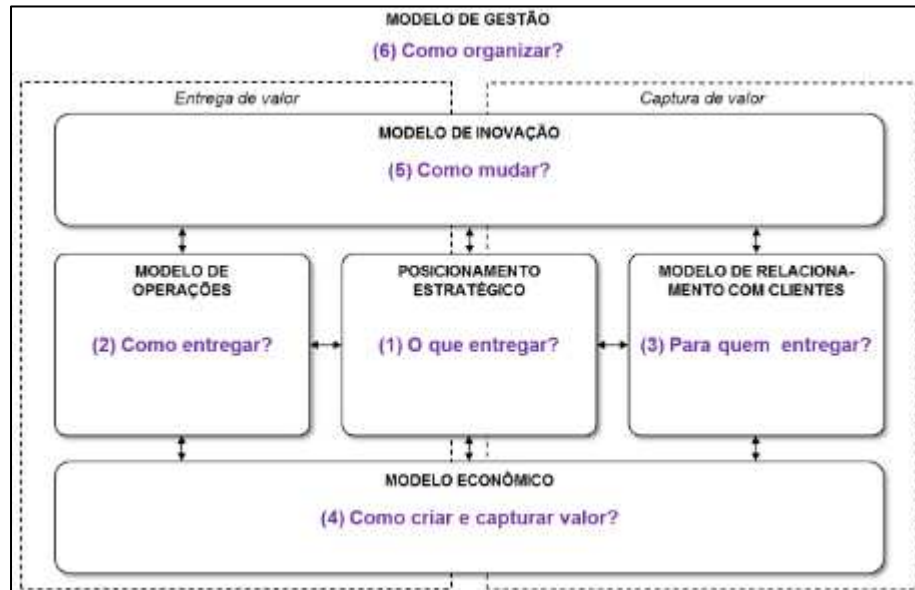 MODELO DE GESTÃO
(6) Como organizar?
Entrega de valor
Captura de valor
MODELO DE INOVAÇÃO
(5) Como mudar?
MODELO DE
OPERAÇÕES
(2) Como entregar?
POSICIONAMENTO
ESTRATÉGICO
(1) O que entregar?
MODELO DE RELACIONA-
MENTO COM CLIENTES
(3) Para quem entregar?
MODELO ECONÔMICO
(4) Como criar e capturar valor?